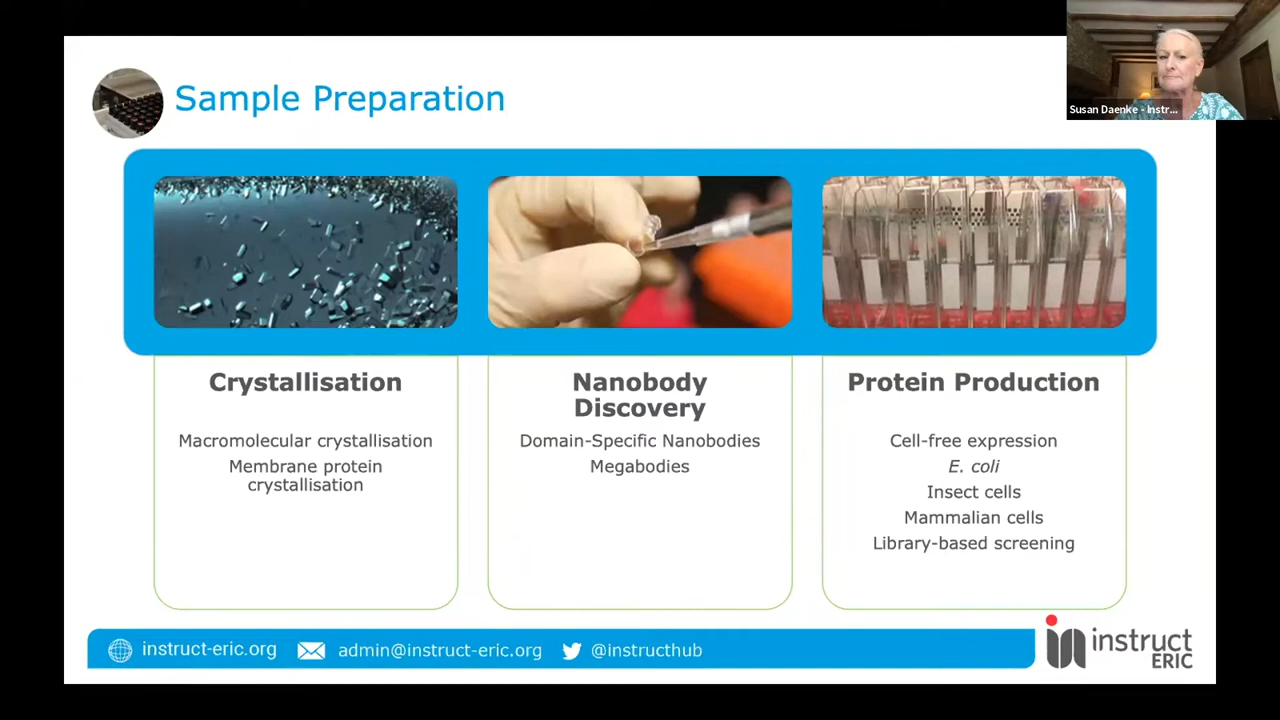 Sample Preparation
Susan Daenke - Instr...
Crystallisation
Macromolecular crystallisation
Membrane protein
crystallisation
Nanobody
Discovery
Domain-Specific Nanobodies
Megabodies
Protein Production
Cell-free expression
E. coli
Insect cells
Mammalian cells
Library-based screening
instruct-eric.org admin@instruct-eric.org @instructhub
instruct
ERIC